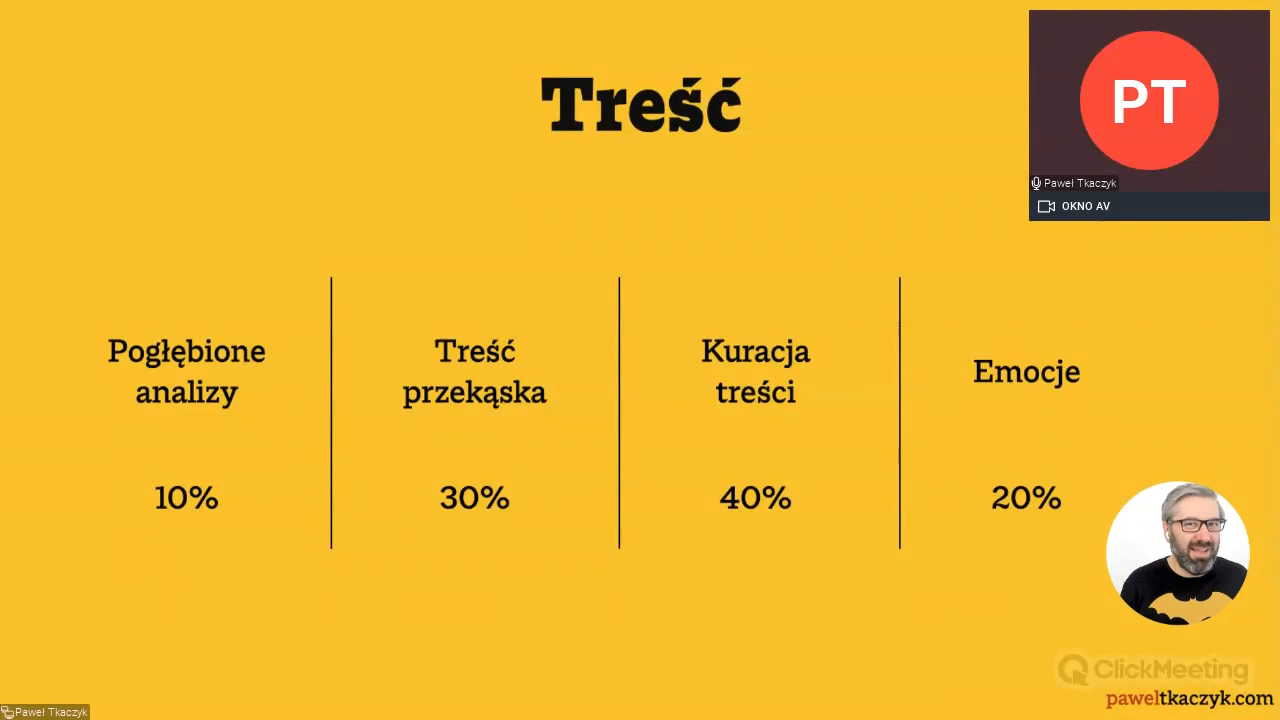 Treść
PT
Paweł Tkaczyk
OKNO AV
Pogłębione
analizy
10%
Treść
przekąska
30%
Kuracja
treści
40%
Emocje
20%
ClickMeeting
paweltkaczyk.com
Paweł Tkaczyk